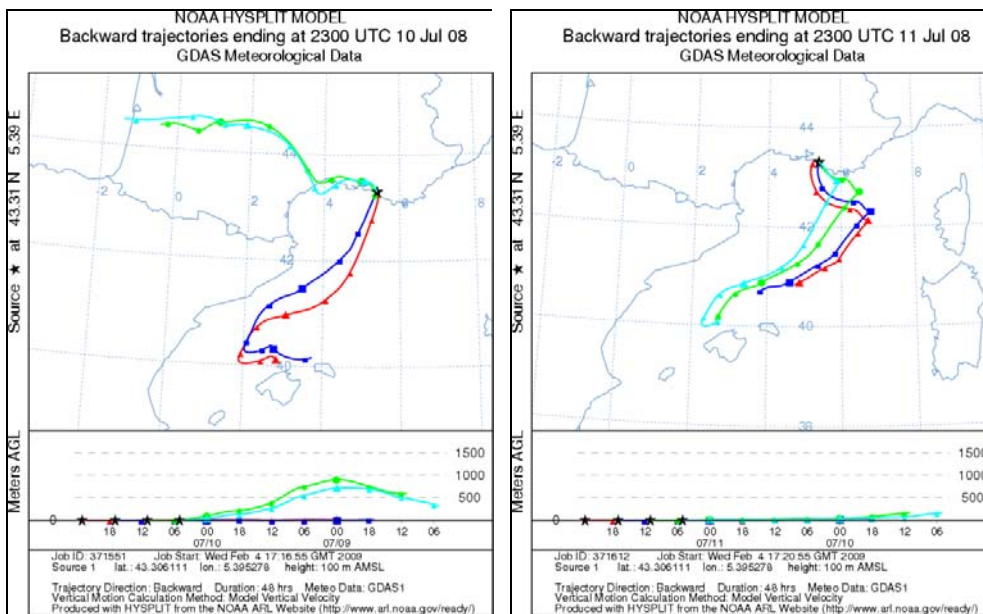 NOAA HYSPLIT MODEL
Backward trajectories ending at 2300 UTC 10 Jul 08
GDAS Meteorological Data
Source ★ at 43.31 N 5.39 E
44
-2
0
2
4
6
8
42
40
Meters AGL
1500
1000
500
0
18 12 06 00 18 12 06 00 18 12 06
07/10 07/09
Job ID: 371551 Job Start: Wed Feb 4 17:16:55 GMT 2009
Source 1 lat.: 43.306111 lon.: 5.395278 height: 100 m AMSL
Trajectory Direction: Backward Duration: 48 hrs Meteo Data: GDAS1
Vertical Motion Calculation Method: Model Vertical Velocity
Produced with HYSPLIT from the NOAA ARL Website (http://www.arl.noaa.gov/ready/)
NOAA HYSPLIT MODEL
Backward trajectories ending at 2300 UTC 11 Jul 08
GDAS Meteorological Data
Source ★ at 43.31 N 5.39 E
44
-2
0
2
4
6
8
42
40
38
Meters AGL
1500
1000
500
0
18 12 06 00 18 12 06 00 18 12 06
07/11 07/10
Job ID: 371612 Job Start: Wed Feb 4 17:20:55 GMT 2009
Source 1 lat.: 43.306111 lon.: 5.395278 height: 100 m AMSL
Trajectory Direction: Backward Duration: 48 hrs Meteo Data: GDAS1
Vertical Motion Calculation Method: Model Vertical Velocity
Produced with HYSPLIT from the NOAA ARL Website (http://www.arl.noaa.gov/ready/)